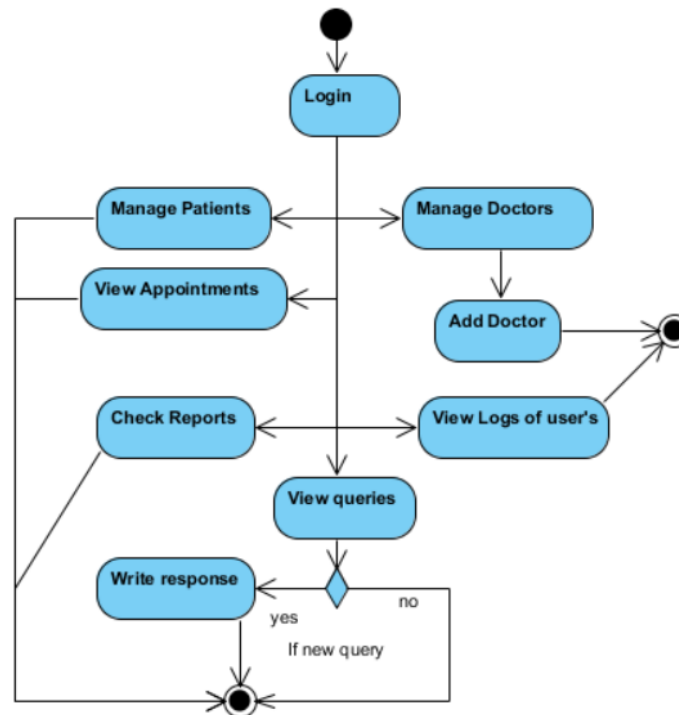 Login
Manage Patients
Manage Doctors
View Appointments
Add Doctor
Check Reports
View Logs of user's
View queries
Write response
yes
no
If new query